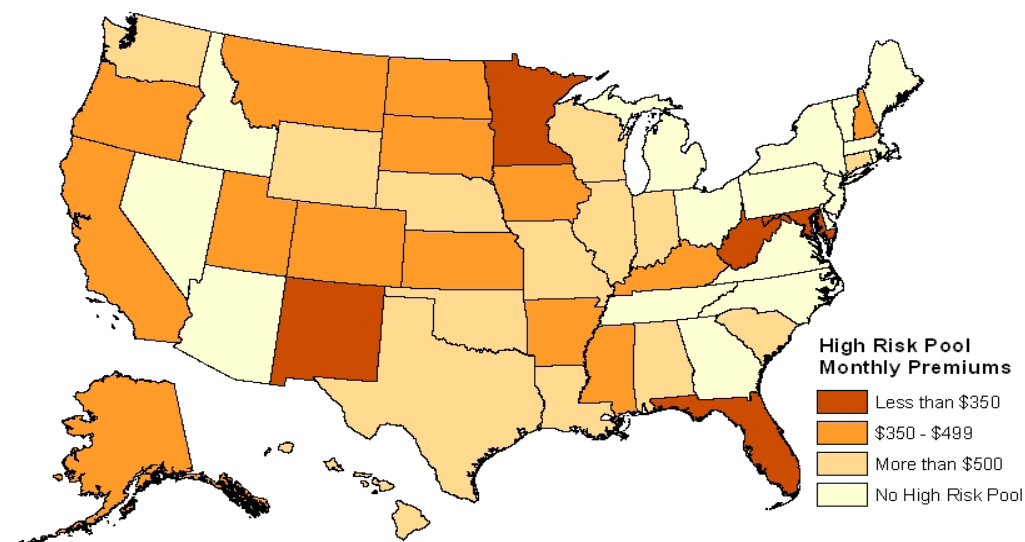 High Risk Pool
Monthly Premiums
Less than $350
$350 - $499
More than $500
No High Risk Pool